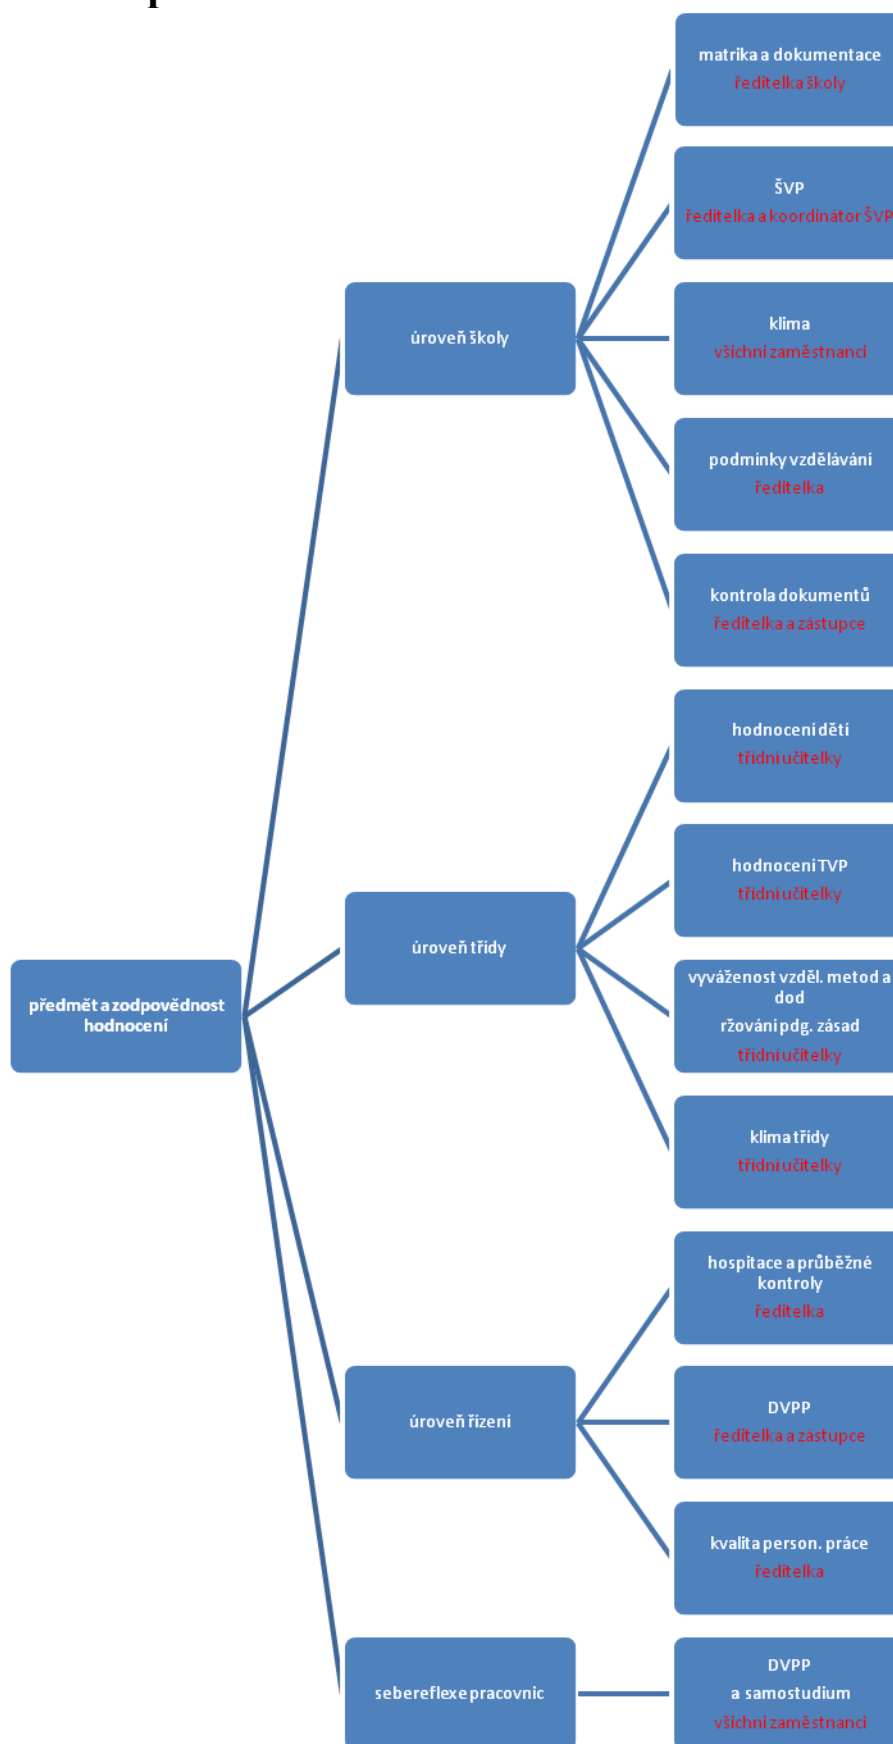 předmět a zodpovědnost
hodnocení
úroveň školy
matrika a dokumentace
ředitelka školy
ŠVP
ředitelka a koordinátor ŠVP
klima
všichni zaměstnanci
podmínky vzdělávání
ředitelka
kontrola dokumentů
ředitelka a zástupce
úroveň třídy
hodnocení dětí
třídní učitelky
hodnocení TVP
třídní učitelky
vyváženost vzděl. metod a
dod
ržování pdg. zásad
třídní učitelky
klima třídy
třídní učitelky
úroveň řízení
hospitace a průběžné
kontroly
ředitelka
DVPP
ředitelka a zástupce
kvalita person. práce
ředitelka
sebereflexe pracovnic
DVPP
a samostudium
všichni zaměstnanci